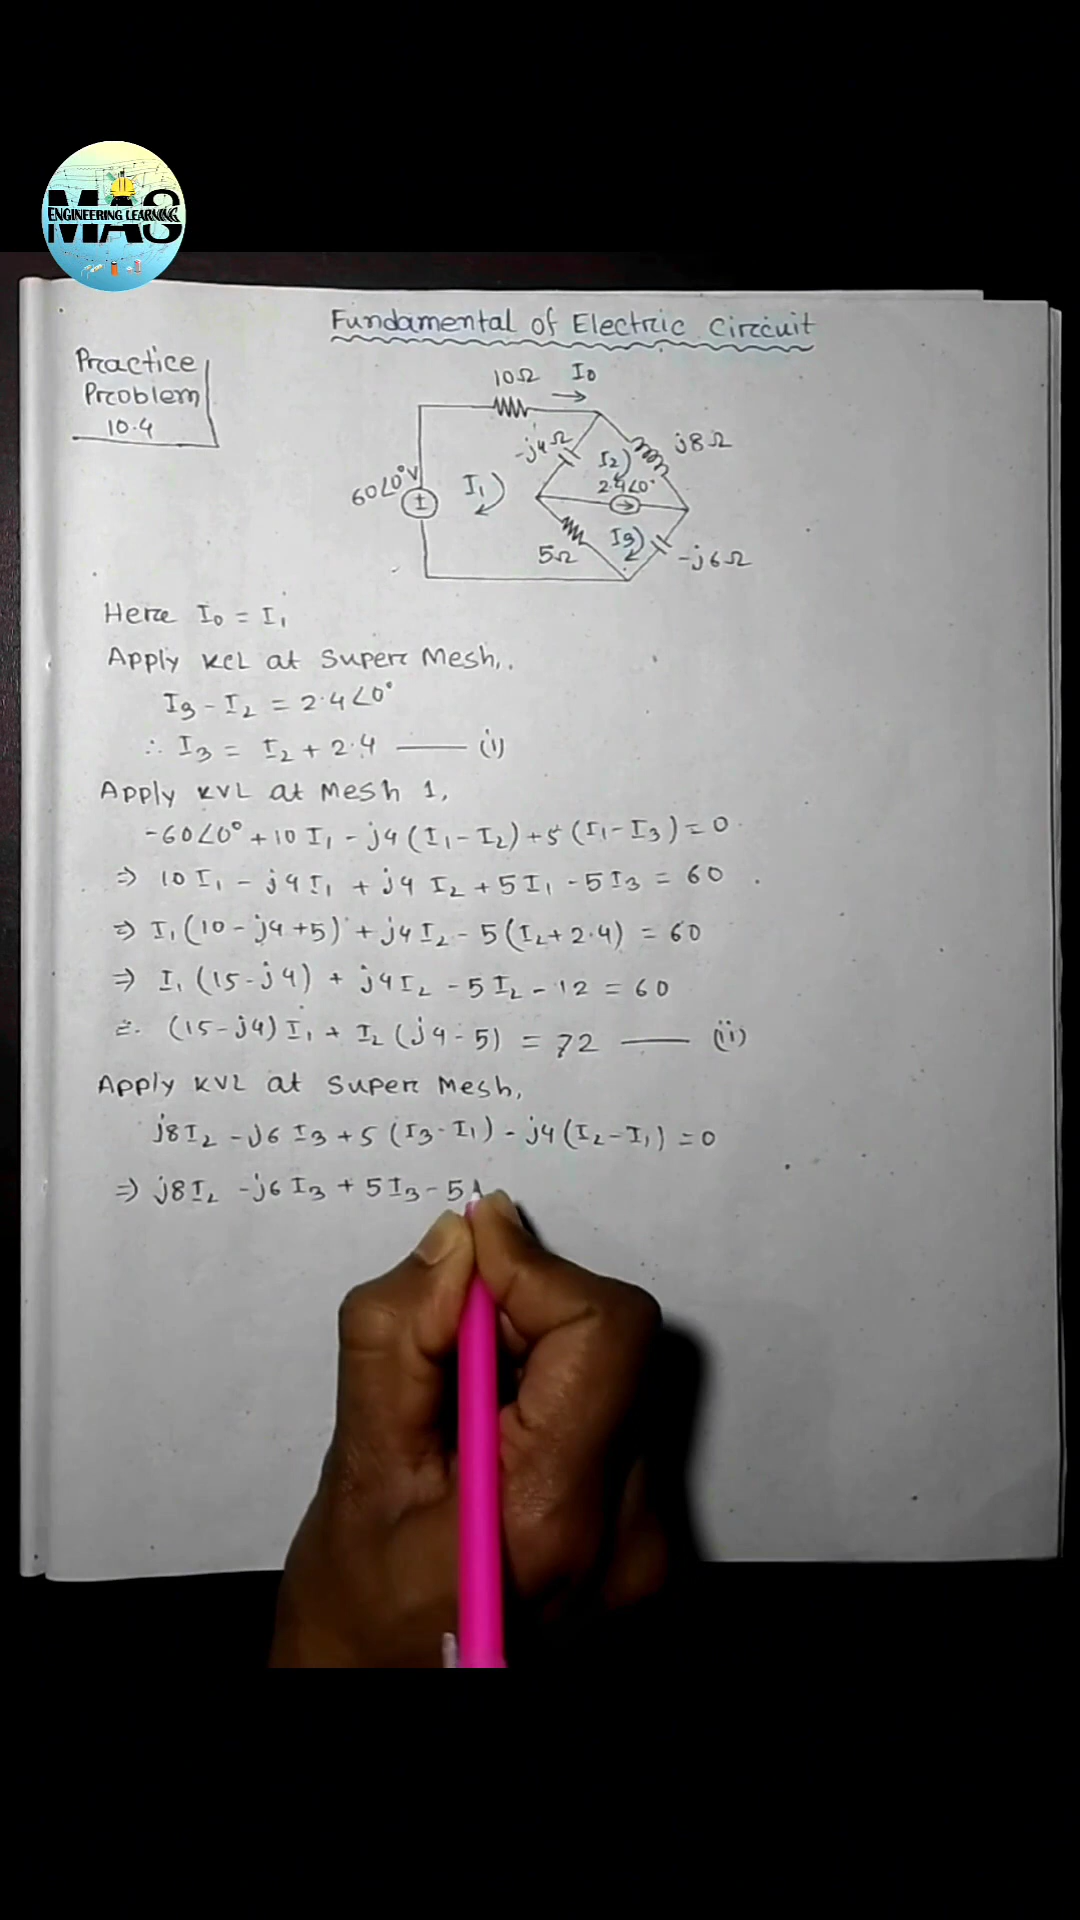 MAS
ENGINEERING LEARNING
Fundamental of Electric Circuit
Practice
Problem
10.4
10Ω I₀
-j4Ω
j8Ω
I₂
2.4∠0°
60∠0°V
I₁
5Ω
I₃
-j6Ω
Here I₀ = I₁
Apply KCL at Super Mesh,.
I₃ - I₂ = 2.4∠0°
∴ I₃ = I₂ + 2.4 —— (i)
Apply KVL at Mesh 1,
-60∠0° + 10 I₁ - j4 (I₁ - I₂) + 5 (I₁ - I₃) = 0
⇒ 10 I₁ - j4 I₁ + j4 I₂ + 5 I₁ - 5 I₃ = 60
⇒ I₁ (10 - j4 + 5) + j4 I₂ - 5 (I₂ + 2.4) = 60
⇒ I₁ (15 - j4) + j4 I₂ - 5 I₂ - 12 = 60
∴ (15 - j4) I₁ + I₂ (j4 - 5) = 72 —— (ii)
Apply KVL at Super Mesh,
j8 I₂ - j6 I₃ + 5 (I₃ - I₁) - j4 (I₂ - I₁) = 0
⇒ j8 I₂ - j6 I₃ + 5 I₃ - 5